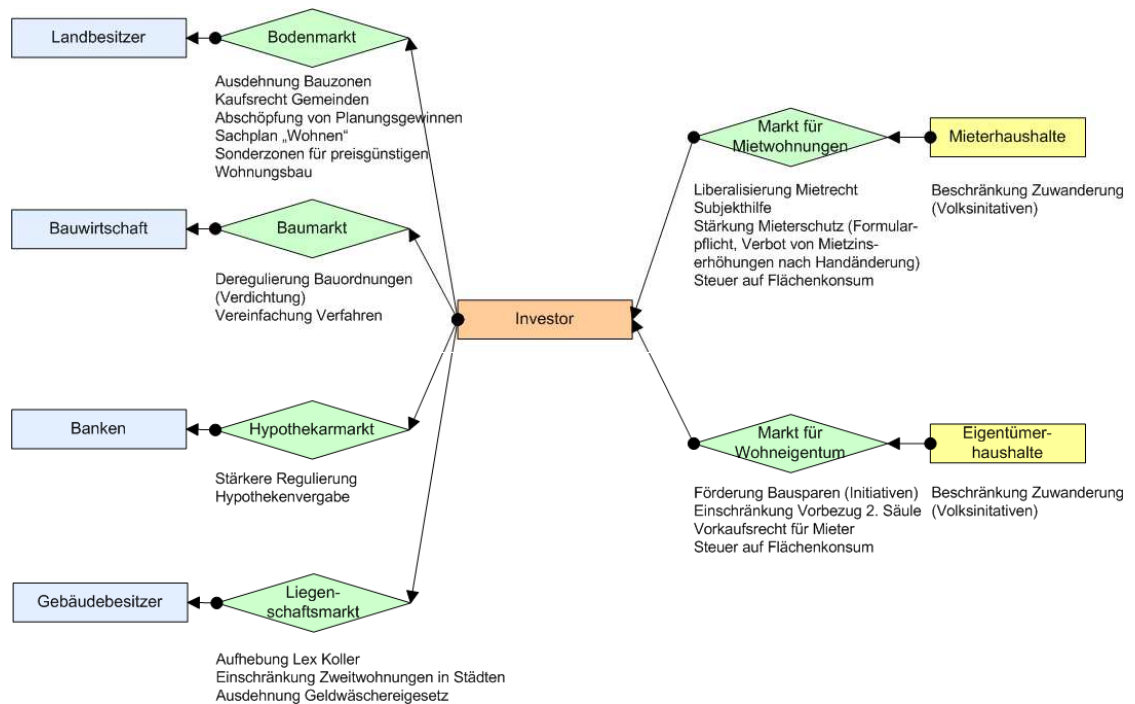 Landbesitzer
Bodenmarkt
Ausdehnung Bauzonen
Kaufsrecht Gemeinden
Abschöpfung von Planungsgewinnen
Sachplan „Wohnen“
Sonderzonen für preisgünstigen
Wohnungsbau
Bauwirtschaft
Baumarkt
Deregulierung Bauordnungen
(Verdichtung)
Vereinfachung Verfahren
Banken
Hypothekarmarkt
Stärkere Regulierung
Hypothekenvergabe
Gebäudebesitzer
Liegen-
schaftsmarkt
Aufhebung Lex Koller
Einschränkung Zweitwohnungen in Städten
Ausdehnung Geldwäschereigesetz
Investor
Markt für
Mietwohnungen
Liberalisierung Mietrecht
Subjekthilfe
Stärkung Mieterschutz (Formular-
pflicht, Verbot von Mietzins-
erhöhungen nach Handänderung)
Steuer auf Flächenkonsum
Mieterhaushalte
Beschränkung Zuwanderung
(Volksinitativen)
Markt für
Wohneigentum
Förderung Bausparen (Initiativen)
Einschränkung Vorbezug 2. Säule
Vorkaufsrecht für Mieter
Steuer auf Flächenkonsum
Eigentümer-
haushalte
Beschränkung Zuwanderung
(Volksinitativen)